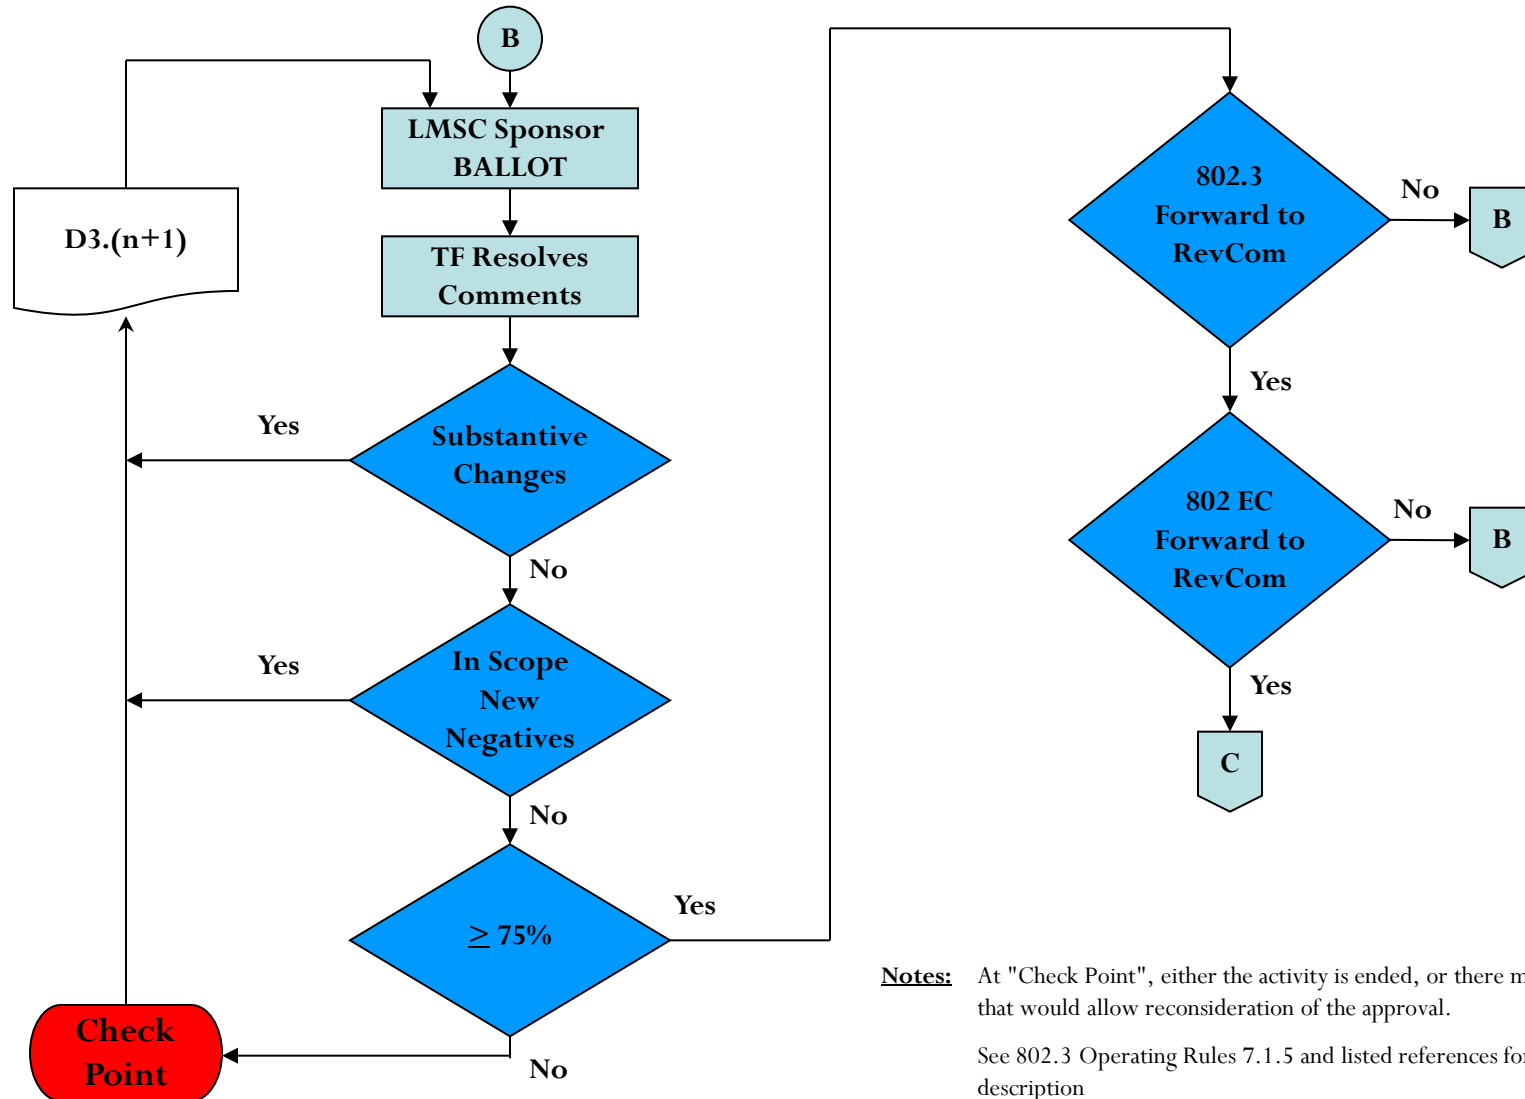 B
LMSC Sponsor
BALLOT
D3.(n+1)
TF Resolves
Comments
Yes
Substantive
Changes
No
Yes
In Scope
New
Negatives
No
≥ 75%
Yes
No
Check
Point
802.3
Forward to
RevCom
No
B
Yes
802 EC
Forward to
RevCom
No
B
Yes
C
Notes: At "Check Point", either the activity is ended, or there
that would allow reconsideration of the approval.
See 802.3 Operating Rules 7.1.5 and listed references for
description